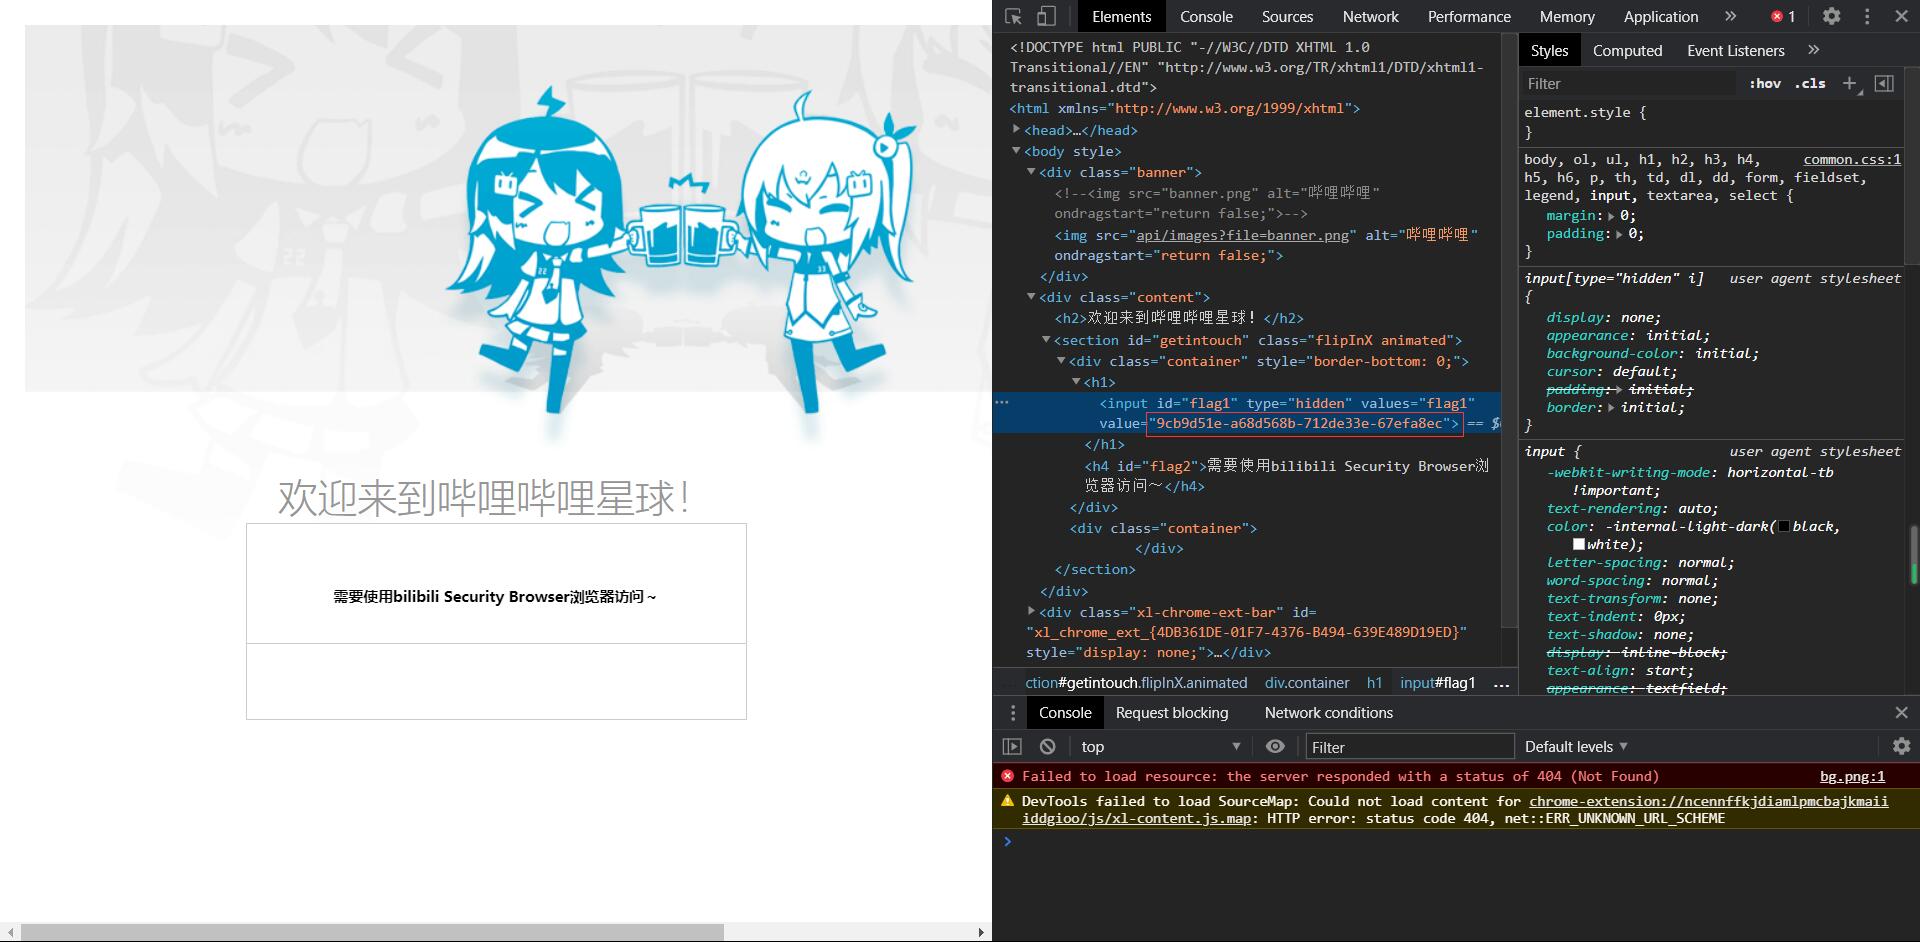 欢迎来到哔哩哔哩星球!
需要使用bilibili Security Browser浏览器访问～
22
33
Elements Console Sources Network Performance Memory Application » 1
<!DOCTYPE html PUBLIC "-//W3C//DTD XHTML 1.0
Transitional//EN" "http://www.w3.org/TR/xhtml1/DTD/xhtml1-
transitional.dtd">
<html xmlns="http://www.w3.org/1999/xhtml">
<head>…</head>
<body style>
<div class="banner">
<!--<img src="banner.png" alt="哔哩哔哩"
ondragstart="return false;">-->
<img src="api/images?file=banner.png" alt="哔哩哔哩"
ondragstart="return false;">
</div>
<div class="content">
<h2>欢迎来到哔哩哔哩星球! </h2>
<section id="getintouch" class="flipInX animated">
<div class="container" style="border-bottom: 0;">
<h1>
<input id="flag1" type="hidden" values="flag1"
value="9cb9d51e-a68d568b-712de33e-67efa8ec"> == $
</h1>
<h4 id="flag2">需要使用bilibili Security Browser浏
览器访问～</h4>
</div>
<div class="container">
</div>
</section>
</div>
<div class="xl-chrome-ext-bar" id=
"xl_chrome_ext_{4DB361DE-01F7-4376-B494-639E489D19ED}"
style="display: none;">…</div>
ction#getintouch.flipInX.animated div.container h1 input#flag1 ...
Styles Computed Event Listeners »
Filter :hov .cls +
element.style {
}
body, ol, ul, h1, h2, h3, h4, common.css:1
h5, h6, p, th, td, dl, dd, form, fieldset,
legend, input, textarea, select {
margin: 0;
padding: 0;
}
input[type="hidden" i] user agent stylesheet
{
display: none;
appearance: initial;
background-color: initial;
cursor: default;
padding: initial;
border: initial;
}
input { user agent stylesheet
-webkit-writing-mode: horizontal-tb
!important;
text-rendering: auto;
color: -internal-light-dark(black,
white);
letter-spacing: normal;
word-spacing: normal;
text-transform: none;
text-indent: 0px;
text-shadow: none;
display: inline-block;
text-align: start;
appearance: textfield;
Console Request blocking Network conditions
top Filter Default levels
Failed to load resource: the server responded with a status of 404 (Not Found) bg.png:1
DevTools failed to load SourceMap: Could not load content for chrome-extension://ncennffkjdiamlpmcbajkmaii
iddgioo/js/xl-content.js.map: HTTP error: status code 404, net::ERR_UNKNOWN_URL_SCHEME